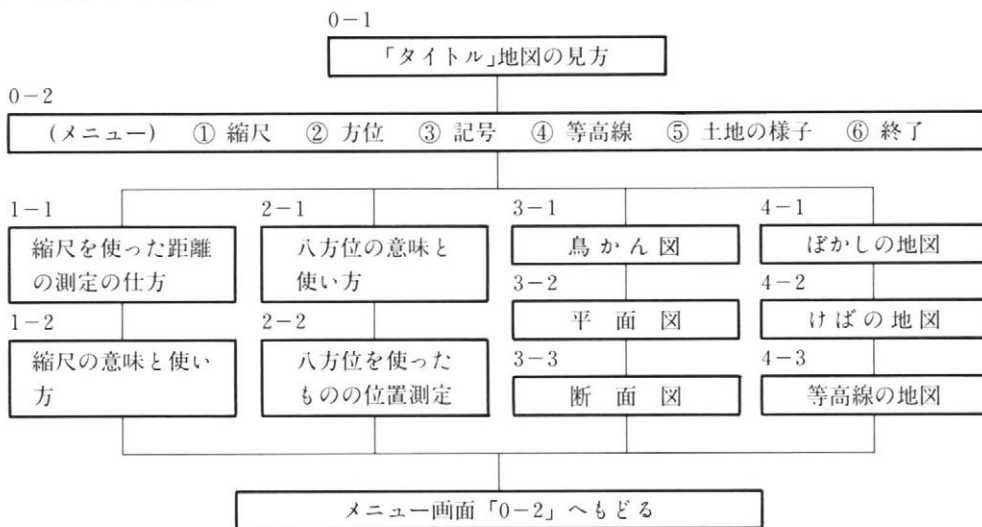 0-1
「タイトル」地図の見方
0-2
(メニュー) ① 縮尺 ② 方位 ③ 記号 ④ 等高線 ⑤ 土地の様子 ⑥ 終了
1-1
縮尺を使った距離
の測定の仕方
1-2
縮尺の意味と使い
方
2-1
八方位の意味と
使い方
2-2
八方位を使った
ものの位置測定
3-1
鳥かん図
3-2
平面図
3-3
断面図
4-1
ぼかしの地図
4-2
けばの地図
4-3
等高線の地図
メニュー画面「0-2」へもどる